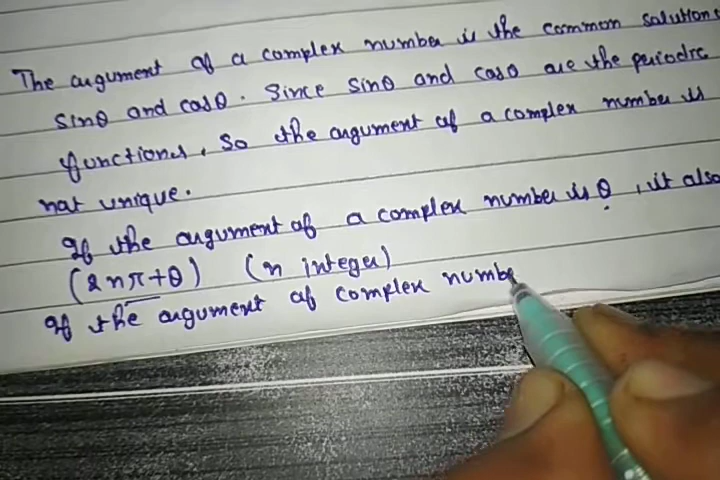 The argument of a complex number is the common solutions
sinθ and cosθ. Since sinθ and cosθ are the periodic
functions, so the argument of a complex number is
not unique.
If the argument of a complex number is θ, it also
(2nπ+θ) (n integer)
If the argument of complex numbe